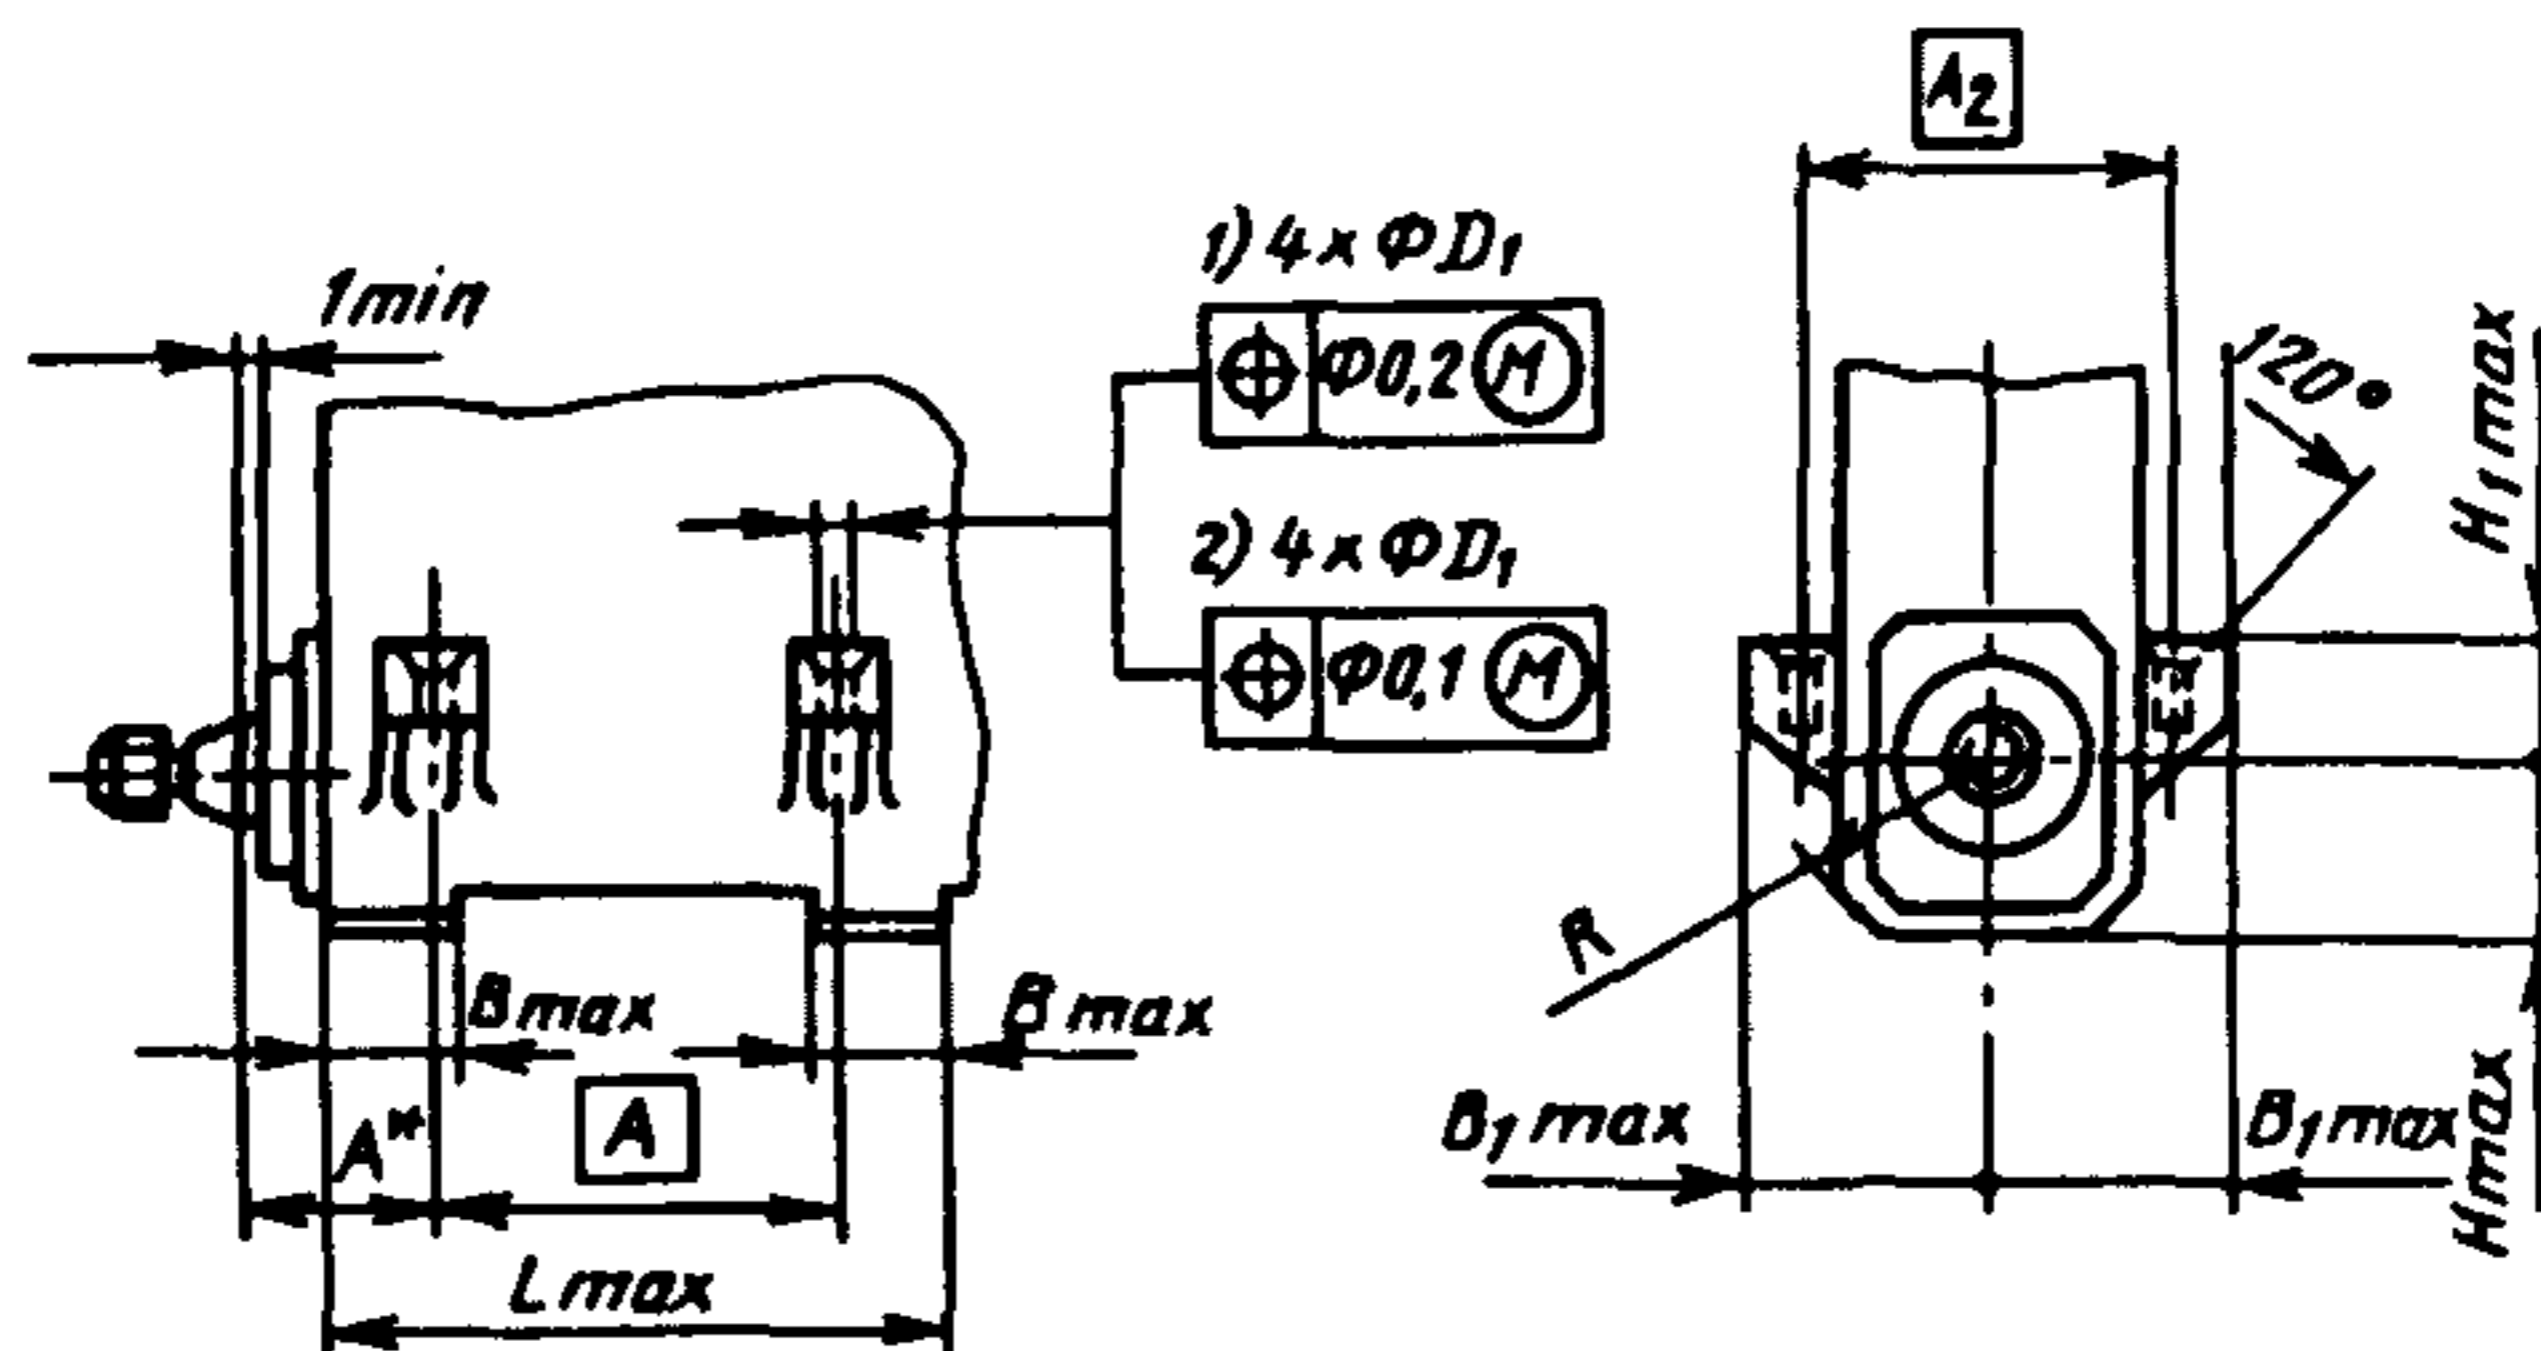 A₂
1) 4×ΦD₁
⌖ Φ0,2 Ⓜ
1min
120°
H₁max
2) 4×ΦD₁
⌖ Φ0,1 Ⓜ
R
Bmax
Bmax
A*
A
B₁max
B₁max
Hmax
Lmax